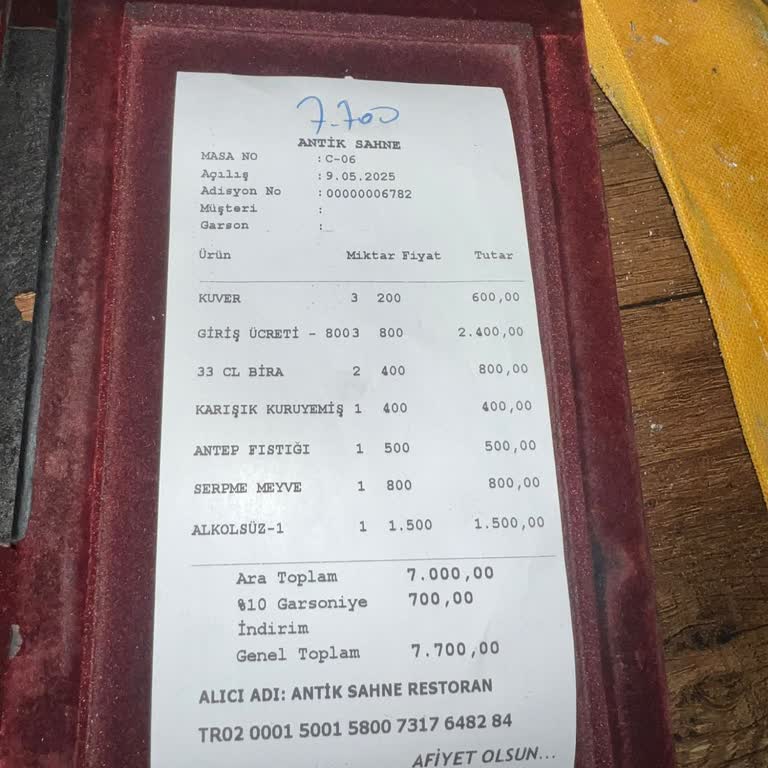 7.700
ANTİK SAHNE
MASA NO : C-06
Açılış : 9.05.2025
Adisyon No : 00000006782
Müşteri :
Garson :
Ürün Miktar Fiyat Tutar
KUVER 3 200 600,00
GİRİŞ ÜCRETİ - 8003 800 2.400,00
33 CL BİRA 2 400 800,00
KARIŞIK KURUYEMİŞ 1 400 400,00
ANTEP FISTIĞI 1 500 500,00
SERPME MEYVE 1 800 800,00
ALKOLSÜZ-1 1 1.500 1.500,00
Ara Toplam 7.000,00
%10 Garsoniye 700,00
İndirim
Genel Toplam 7.700,00
ALICI ADI: ANTİK SAHNE RESTORAN
TR02 0001 5001 5800 7317 6482 84
AFİYET OLSUN...